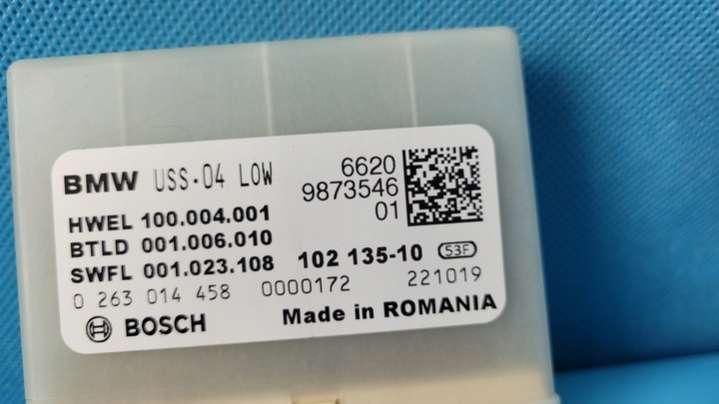 BMW USS.04 LOW 6620
9873546
HWEL 100.004.001 01
BTLD 001.006.010
SWFL 001.023.108 102 135-10 S3F
0 263 014 458 0000172 221019
BOSCH Made in ROMANIA